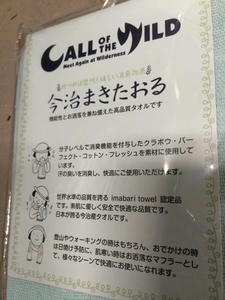 CALL OF THE WILD
Meet Again at Wilderness
今治まきたおる
機能性とお洒落を兼ね備えた高品質タオルです
分子レベルで消臭機能を付与したクラボウ・パー
フェクト・コットン・フレッシュを素材に使用して
います。
汗の臭いを消臭し、快適にご使用いただけます。
世界水準の品質を誇る imabari towel 認定品
です。素肌に優しく安全で快適な品質です。
日本が誇る今治産タオルです。
登山やウォーキングの時はもちろん、おでかけの時
は日焼け予防に、肌寒い時はお洒落なマフラーとし
て、様々なシーンで快適にお使いになれます。